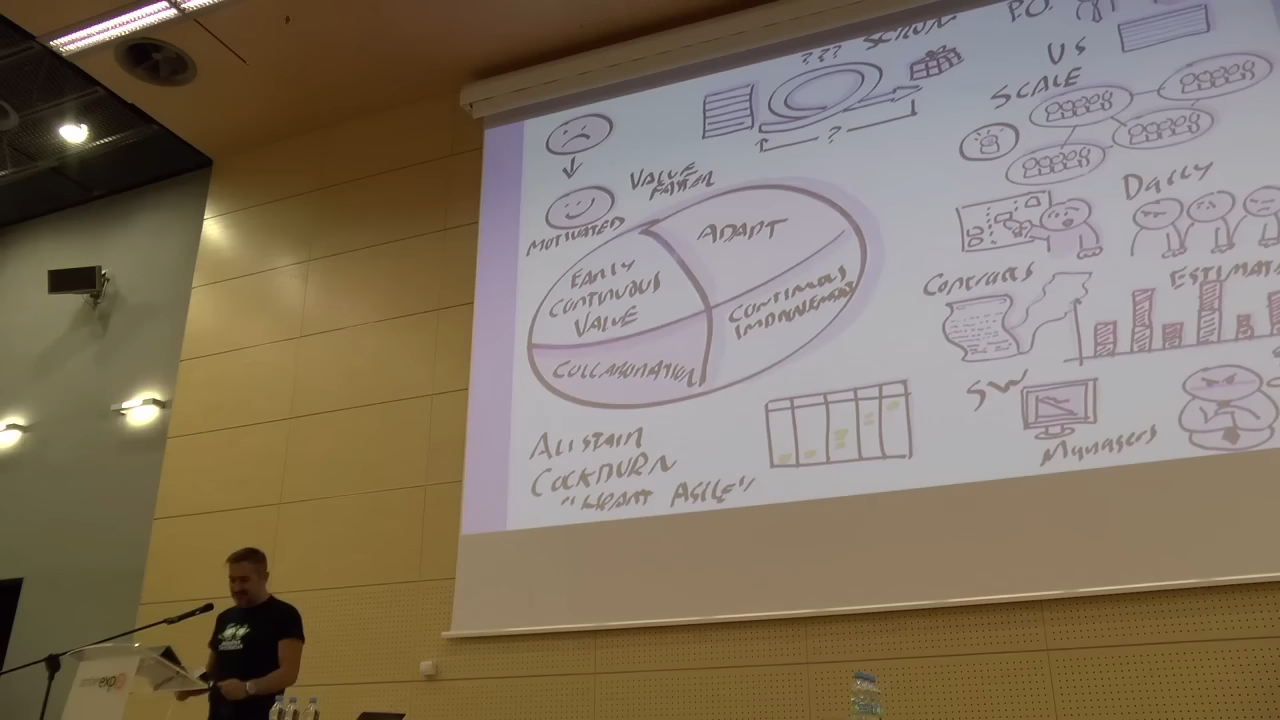 ??? SCRUM
P.O.
VS
SCALE
VALUE
FASTER
MOTIVATED
ADAPT
EARLY
CONTINUOUS
VALUE
CONTINUOUS
IMPROVEMENT
COLLABORATION
?
DAILY
CONTRACTS
ESTIMAT
SW
MANAGERS
ALISTAIR
COCKBURN
"HEART AGILE"
expo